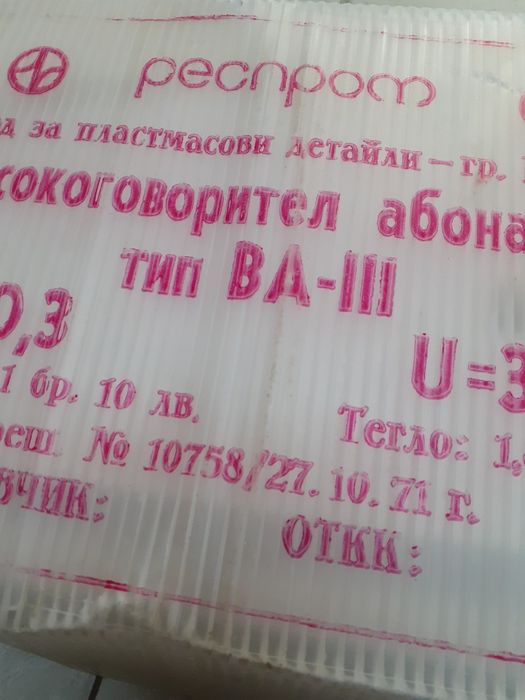 респром
д за пластмасови детайли — гр.
сокоговорител абона
тип ВА-III
0,3 U=3
1 бр. 10 лв. Тегло: 1,
реш. № 10758/27. 10. 71 г.
ВЧИК: ОТКК: